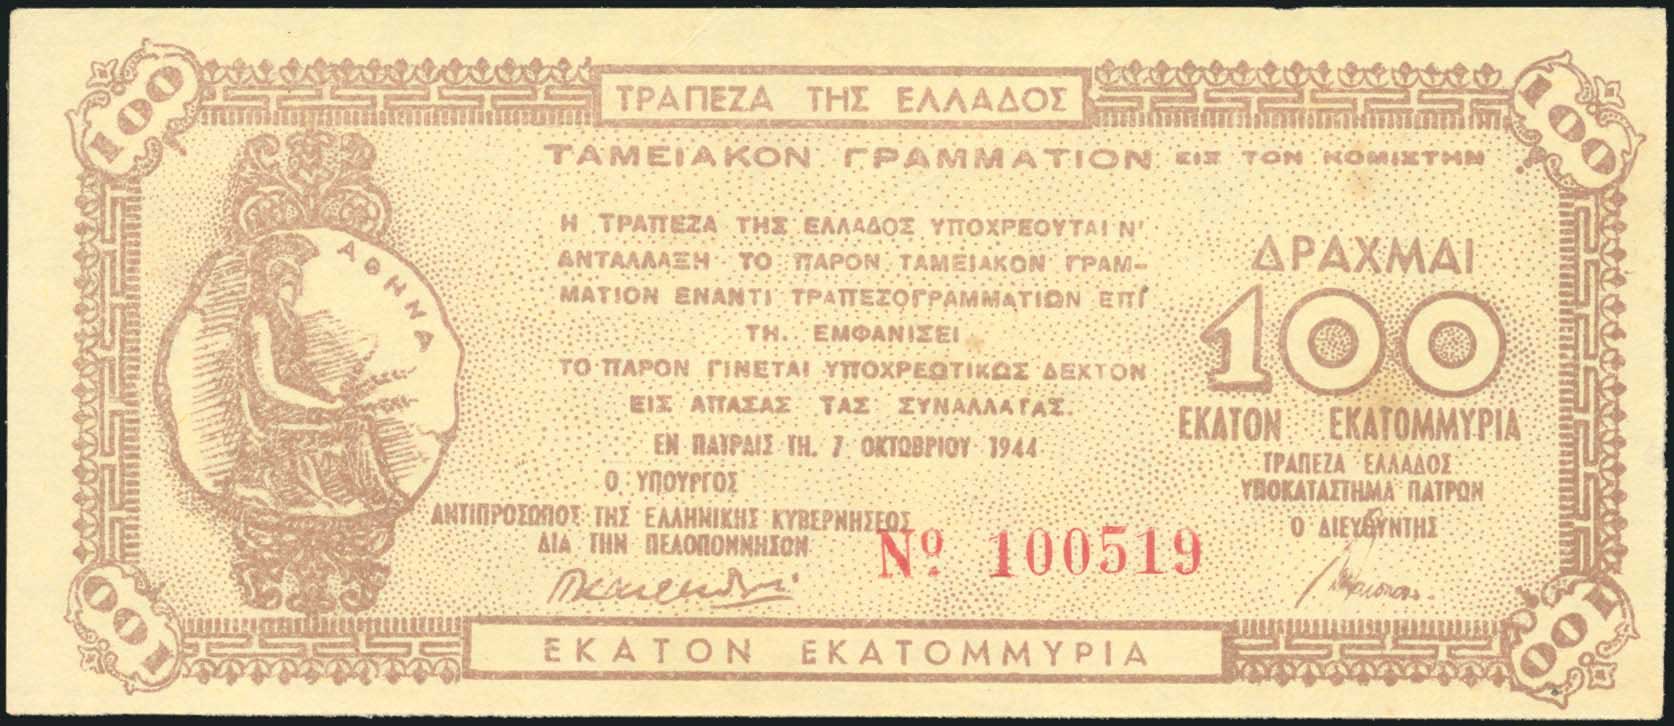 100
100
ΤΡΑΠΕΖΑ ΤΗΣ ΕΛΛΑΔΟΣ
ΤΑΜΕΙΑΚΟΝ ΓΡΑΜΜΑΤΙΟΝ ΕΙΣ ΤΟΝ ΚΟΜΙΣΤΗΝ
ΑΘΗΝΑ
Η ΤΡΑΠΕΖΑ ΤΗΣ ΕΛΛΑΔΟΣ ΥΠΟΧΡΕΟΥΤΑΙ Ν'
ΑΝΤΑΛΛΑΞΗ ΤΟ ΠΑΡΟΝ ΤΑΜΕΙΑΚΟΝ ΓΡΑΜ-
ΜΑΤΙΟΝ ΕΝΑΝΤΙ ΤΡΑΠΕΖΟΓΡΑΜΜΑΤΙΩΝ ΕΠΙ
ΤΗ. ΕΜΦΑΝΙΣΕΙ
ΤΟ ΠΑΡΟΝ ΓΙΝΕΤΑΙ ΥΠΟΧΡΕΩΤΙΚΩΣ ΔΕΚΤΟΝ
ΕΙΣ ΑΠΑΣΑΣ ΤΑΣ ΣΥΝΑΛΛΑΓΑΣ.
ΕΝ ΠΑΤΡΑΙΣ ΤΗ. 7 ΟΚΤΩΒΡΙΟΥ 1944
Ο ΥΠΟΥΡΓΟΣ
ΑΝΤΙΠΡΟΣΩΠΟΣ ΤΗΣ ΕΛΛΗΝΙΚΗΣ ΚΥΒΕΡΝΗΣΕΩΣ
ΔΙΑ ΤΗΝ ΠΕΛΟΠΟΝΝΗΣΟΝ
ΔΡΑΧΜΑΙ
100
ΕΚΑΤΟΝ ΕΚΑΤΟΜΜΥΡΙΑ
ΤΡΑΠΕΖΑ ΕΛΛΑΔΟΣ
ΥΠΟΚΑΤΑΣΤΗΜΑ ΠΑΤΡΩΝ
Ο ΔΙΕΥΘΥΝΤΗΣ
Nº. 100519
ΕΚΑΤΟΝ ΕΚΑΤΟΜΜΥΡΙΑ
100
100